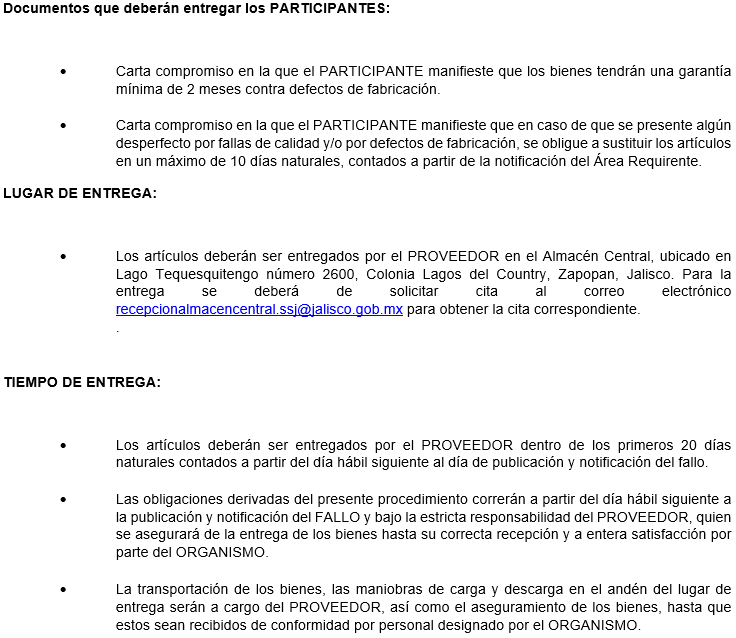 Documentos que deberán entregar los PARTICIPANTES:
• Carta compromiso en la que el PARTICIPANTE manifieste que los bienes tendrán una garantía
mínima de 2 meses contra defectos de fabricación.
• Carta compromiso en la que el PARTICIPANTE manifieste que en caso de que se presente algún
desperfecto por fallas de calidad y/o por defectos de fabricación, se obligue a sustituir los artículos
en un máximo de 10 días naturales, contados a partir de la notificación del Área Requirente.
LUGAR DE ENTREGA:
• Los artículos deberán ser entregados por el PROVEEDOR en el Almacén Central, ubicado en
Lago Tequesquitengo número 2600, Colonia Lagos del Country, Zapopan, Jalisco. Para la
entrega se deberá de solicitar cita al correo electrónico
recepcionalmacencentral.ssj@jalisco.gob.mx para obtener la cita correspondiente.
.
TIEMPO DE ENTREGA:
• Los artículos deberán ser entregados por el PROVEEDOR dentro de los primeros 20 días
naturales contados a partir del día hábil siguiente al día de publicación y notificación del fallo.
• Las obligaciones derivadas del presente procedimiento correrán a partir del día hábil siguiente a
la publicación y notificación del FALLO y bajo la estricta responsabilidad del PROVEEDOR, quien
se asegurará de la entrega de los bienes hasta su correcta recepción y a entera satisfacción por
parte del ORGANISMO.
• La transportación de los bienes, las maniobras de carga y descarga en el andén del lugar de
entrega serán a cargo del PROVEEDOR, así como el aseguramiento de los bienes, hasta que
estos sean recibidos de conformidad por personal designado por el ORGANISMO.